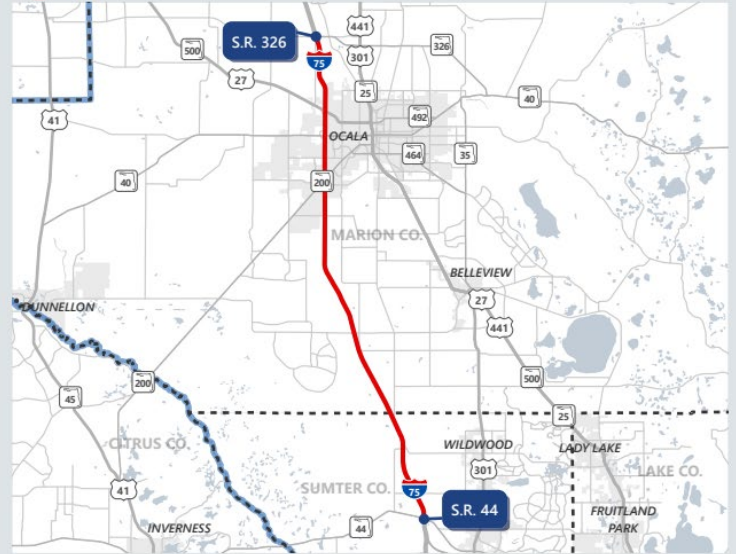 441
S.R. 326
500
326
301
75
27
25
40
41
492
OCALA
464
35
40
200
MARION CO.
BELLEVIEW
27
DUNNELLON
441
500
200
45
25
CITRUS CO.
WILDWOOD
LADY LAKE
301
LAKE CO.
SUMTER CO.
75
41
S.R. 44
FRUITLAND
PARK
44
INVERNESS